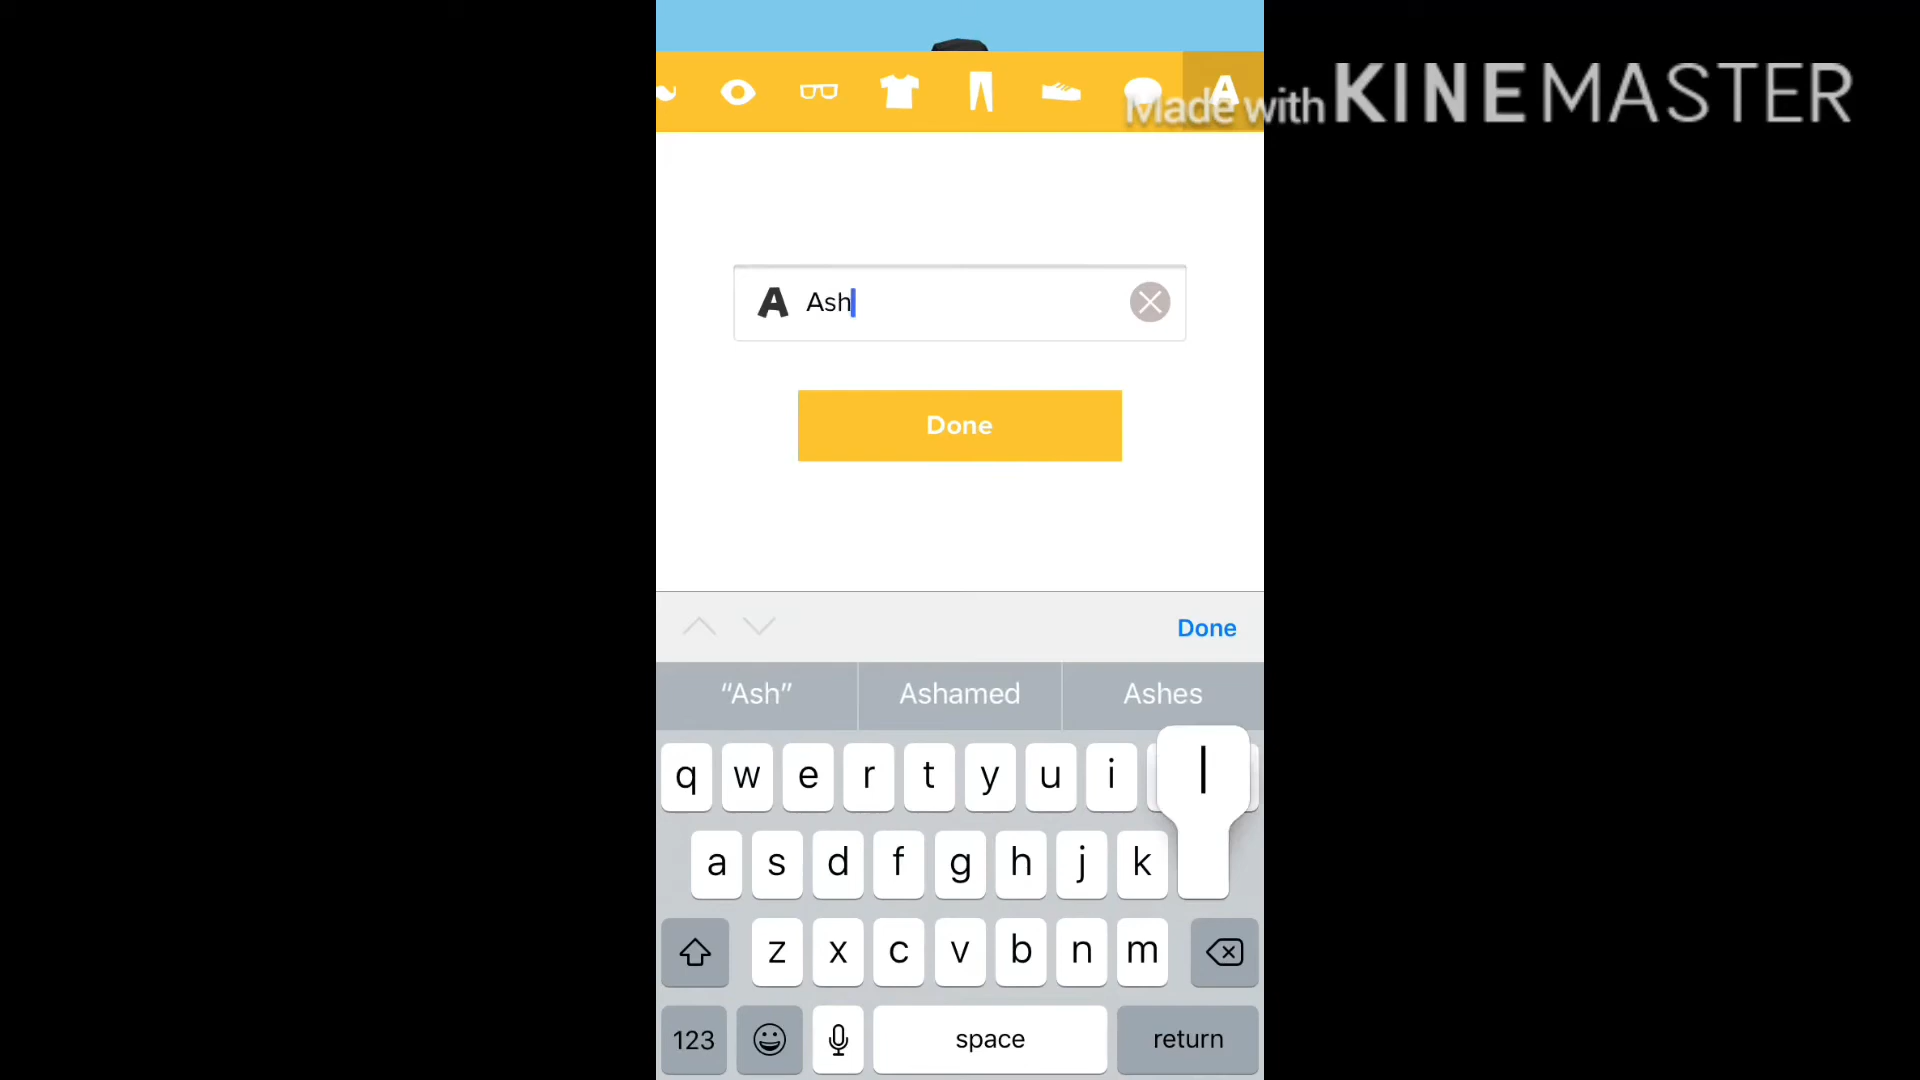 Made with KINEMASTER
A Ash
Done
Done
“Ash” Ashamed Ashes
q w e r t y u i l
a s d f g h j k
z x c v b n m
123 space return